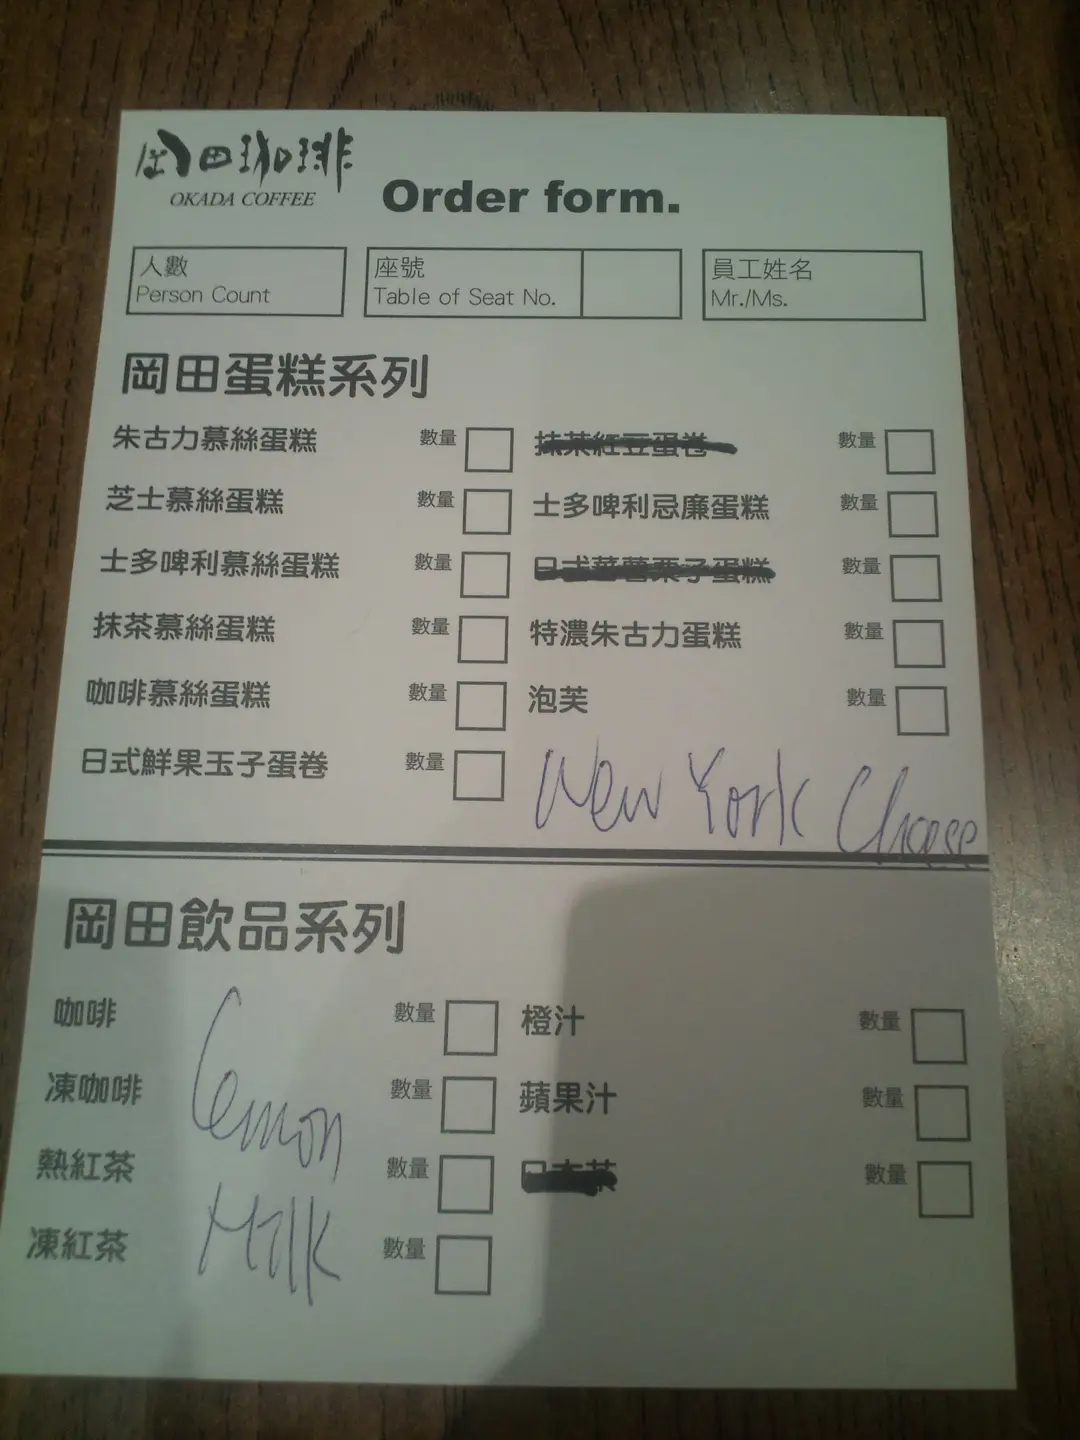 岡田珈琲
OKADA COFFEE
Order form.
人數
Person Count
座號
Table of Seat No.
員工姓名
Mr./Ms.
岡田蛋糕系列
朱古力慕絲蛋糕 數量
芝士慕絲蛋糕 數量
士多啤利慕絲蛋糕 數量
抹茶慕絲蛋糕 數量
咖啡慕絲蛋糕 數量
日式鮮果玉子蛋卷 數量
抹茶紅豆蛋卷 數量
士多啤利忌廉蛋糕 數量
日式蕃薯栗子蛋糕 數量
特濃朱古力蛋糕 數量
泡芙 數量
New York Cheese
岡田飲品系列
咖啡 數量
凍咖啡 數量
熱紅茶 數量
凍紅茶 數量
Lemon
Milk
橙汁 數量
蘋果汁 數量
數量